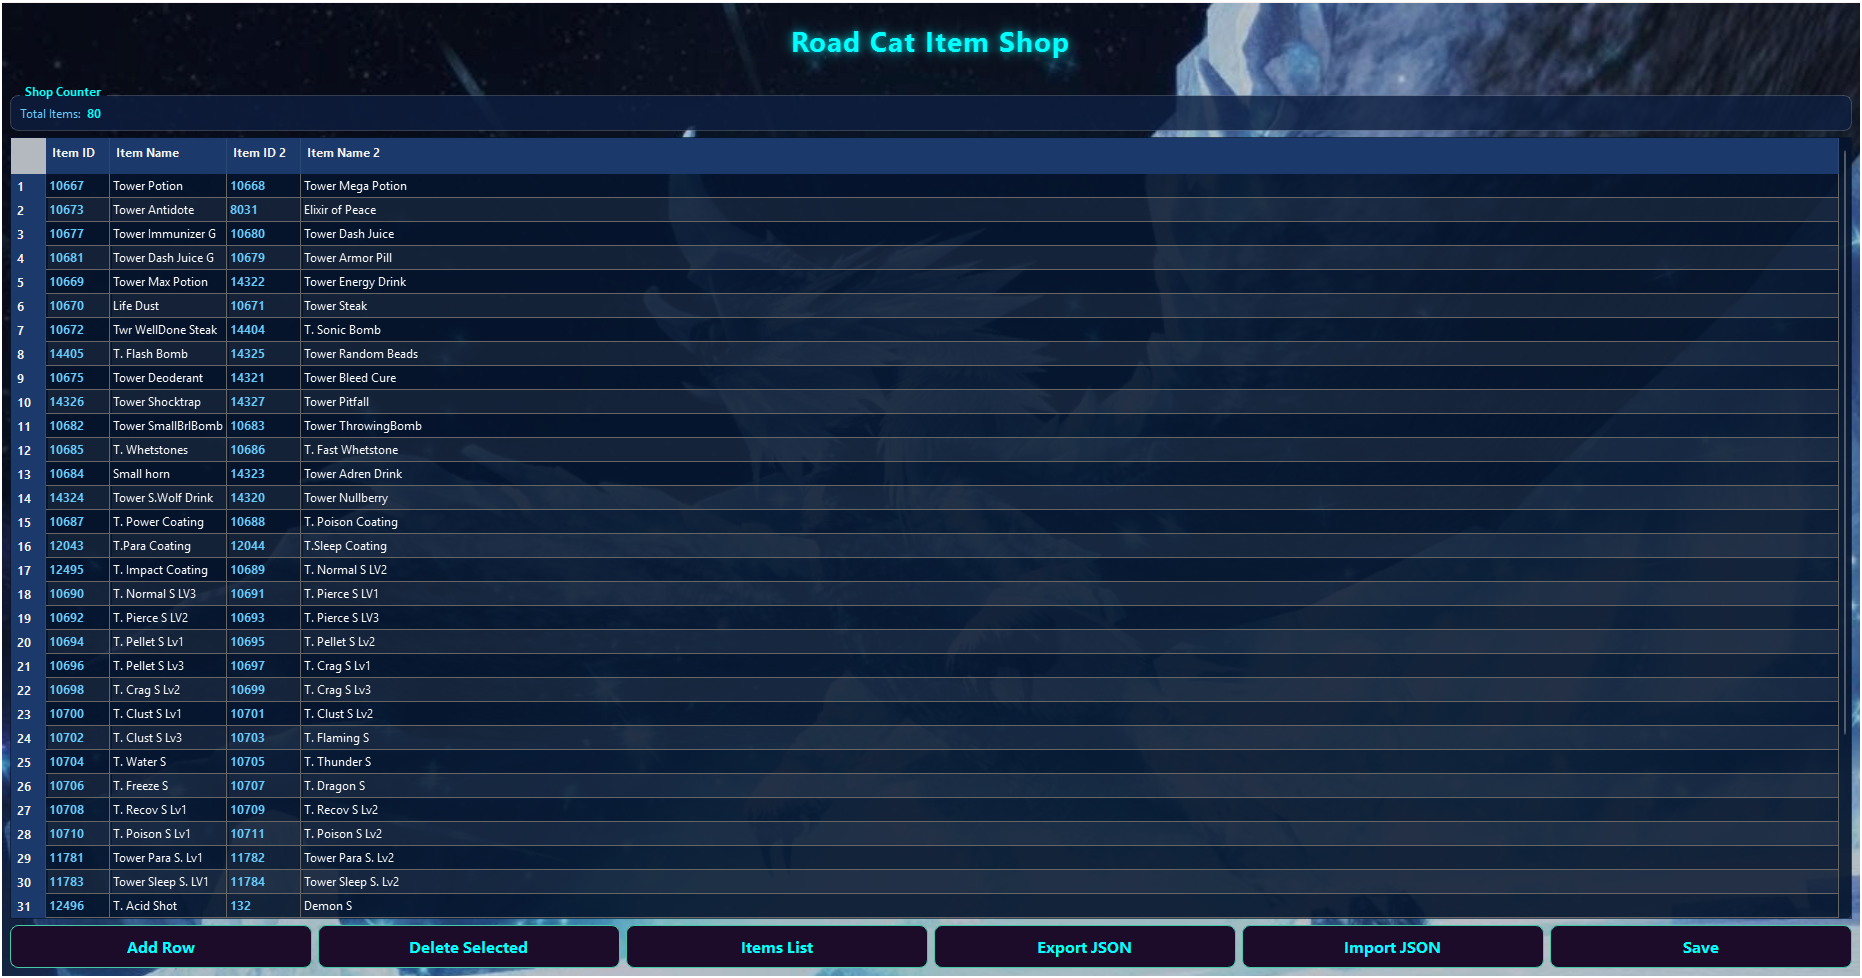 Road Cat Item Shop
Shop Counter
Total Items: 80
Item ID Item Name Item ID 2 Item Name 2
1 10667 Tower Potion 10668 Tower Mega Potion
2 10673 Tower Antidote 8031 Elixir of Peace
3 10677 Tower Immunizer G 10680 Tower Dash Juice
4 10681 Tower Dash Juice G 10679 Tower Armor Pill
5 10669 Tower Max Potion 14322 Tower Energy Drink
6 10670 Life Dust 10671 Tower Steak
7 10672 Twr WellDone Steak 14404 T. Sonic Bomb
8 14405 T. Flash Bomb 14325 Tower Random Beads
9 10675 Tower Deoderant 14321 Tower Bleed Cure
10 14326 Tower Shocktrap 14327 Tower Pitfall
11 10682 Tower SmallBrlBomb 10683 Tower ThrowingBomb
12 10685 T. Whetstones 10686 T. Fast Whetstone
13 10684 Small horn 14323 Tower Adren Drink
14 14324 Tower S.Wolf Drink 14320 Tower Nullberry
15 10687 T. Power Coating 10688 T. Poison Coating
16 12043 T.Para Coating 12044 T.Sleep Coating
17 12495 T. Impact Coating 10689 T. Normal S LV2
18 10690 T. Normal S LV3 10691 T. Pierce S LV1
19 10692 T. Pierce S LV2 10693 T. Pierce S LV3
20 10694 T. Pellet S Lv1 10695 T. Pellet S Lv2
21 10696 T. Pellet S Lv3 10697 T. Crag S Lv1
22 10698 T. Crag S Lv2 10699 T. Crag S Lv3
23 10700 T. Clust S Lv1 10701 T. Clust S Lv2
24 10702 T. Clust S Lv3 10703 T. Flaming S
25 10704 T. Water S 10705 T. Thunder S
26 10706 T. Freeze S 10707 T. Dragon S
27 10708 T. Recov S Lv1 10709 T. Recov S Lv2
28 10710 T. Poison S Lv1 10711 T. Poison S Lv2
29 11781 Tower Para S. Lv1 11782 Tower Para S. Lv2
30 11783 Tower Sleep S. LV1 11784 Tower Sleep S. Lv2
31 12496 T. Acid Shot 132 Demon S
Add Row Delete Selected Items List Export JSON Import JSON Save